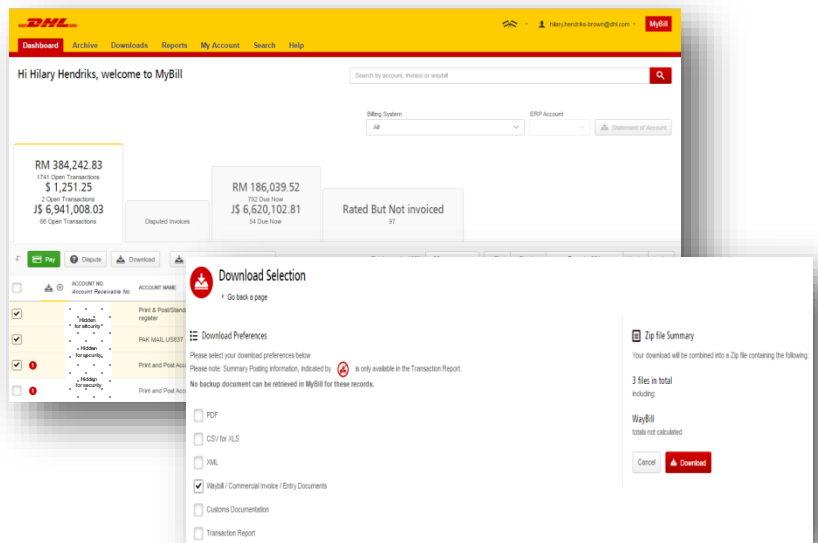 DHL
hilary.hendriks-brown@dhl.com
MyBill
Dashboard Archive Downloads Reports My Account Search Help
Hi Hilary Hendriks, welcome to MyBill
Search by account, invoice or waybill
Billing System
ERP Account
All
Statement of Account
RM 384,242.83
1741 Open Transactions
$ 1,251.25
2 Open Transactions
J$ 6,941,008.03
66 Open Transactions
Disputed Invoices
RM 186,039.52
782 Due Now
J$ 6,620,102.81
54 Due Now
Rated But Not invoiced
97
Pay Dispute Download
ACCOUNT NO.
Account Receivable No.
ACCOUNT NAME
Hidden
for security
Print & Post/Stand
register
Hidden
for security
PAK MAIL US837
Hidden
for security
Print and Post Acc
Hidden
for security
Print and Post Acc
Download Selection
Go back a page
Download Preferences
Please select your download preferences below
Please note: Summary Posting information, indicated by is only available in the Transaction Report.
No backup document can be retrieved in MyBill for these records.
PDF
CSV for XLS
XML
Waybill / Commercial Invoice / Entry Documents
Customs Documentation
Transaction Report
Zip file Summary
Your download will be combined into a Zip file containing the following:
3 files in total
including:
WayBill
totals not calculated
Cancel Download